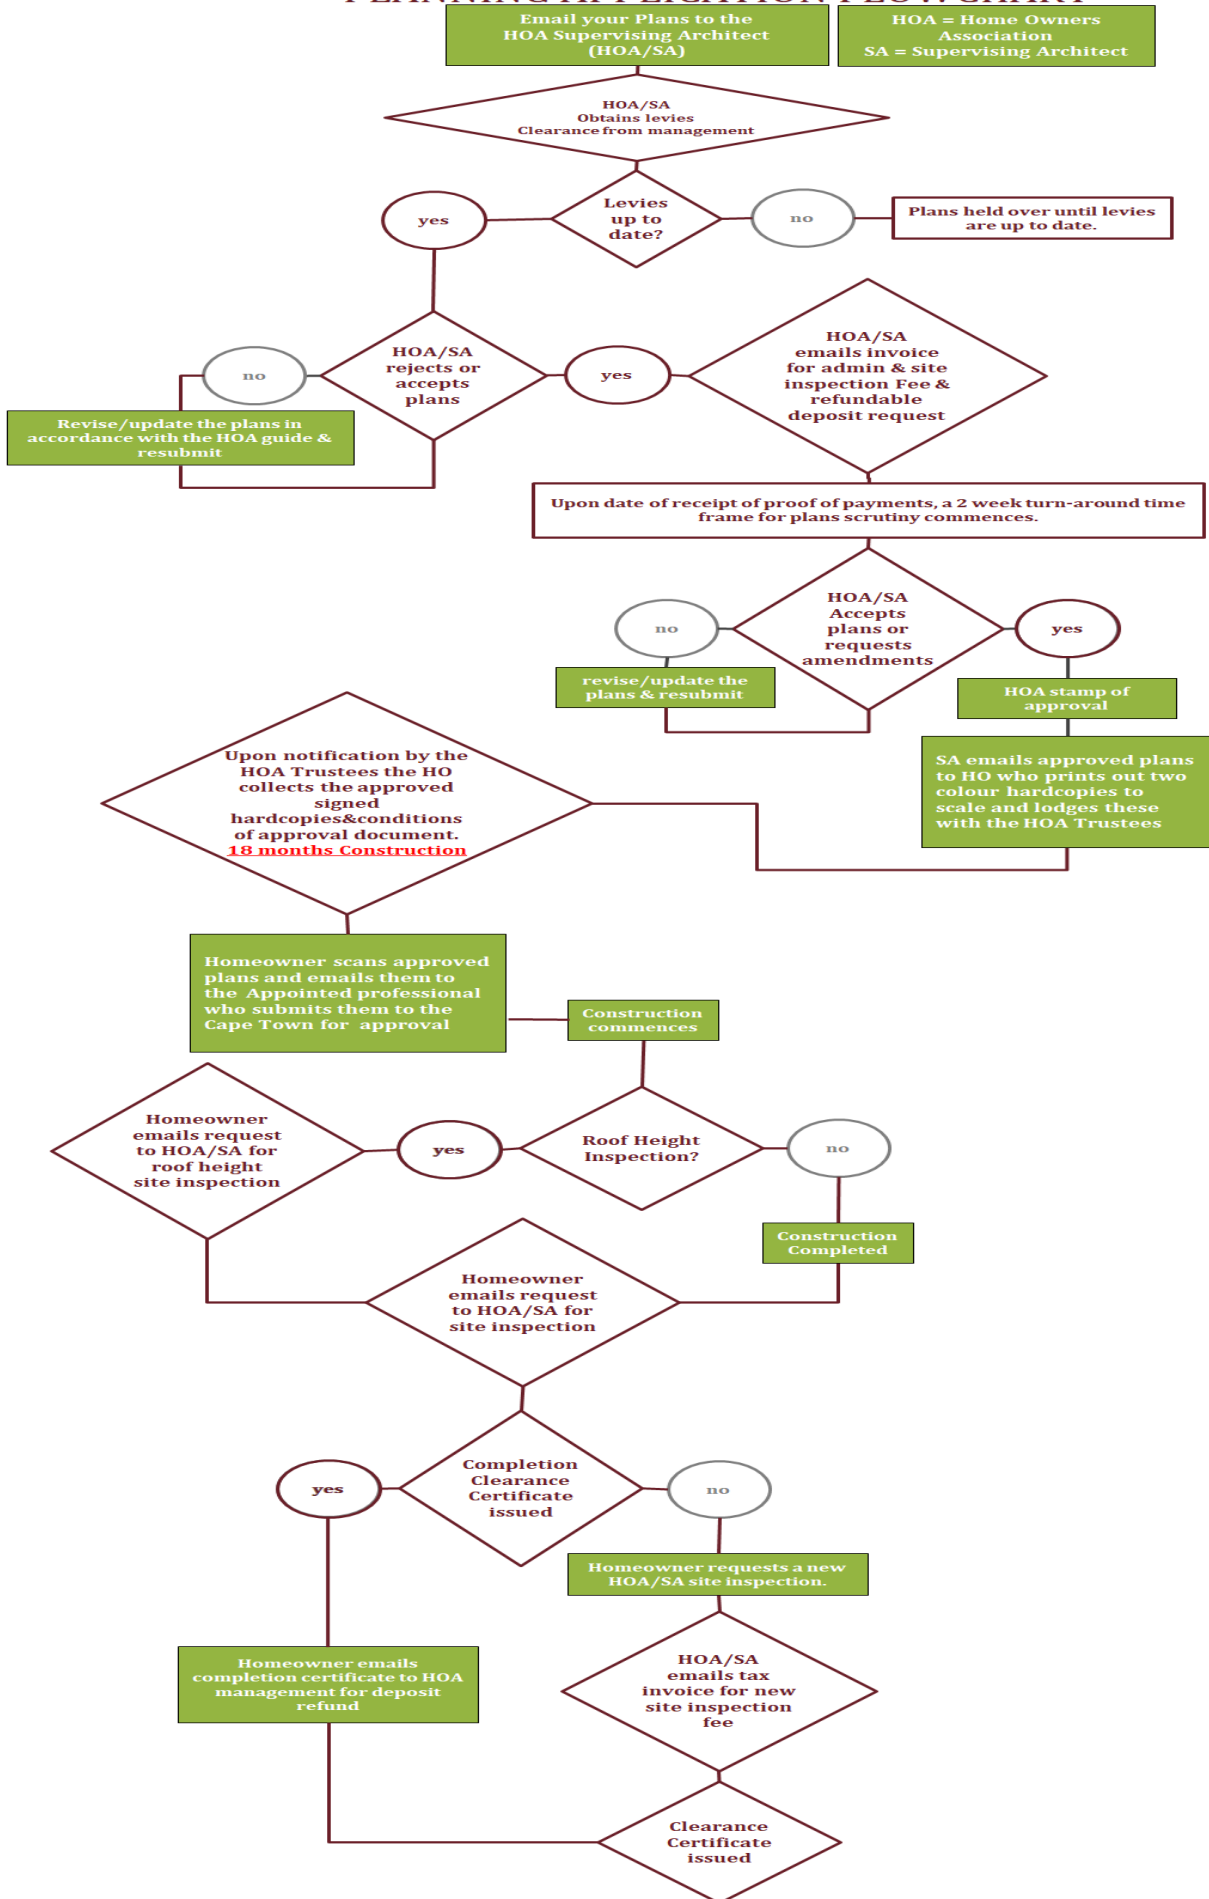 PLANNING APPLICATION FLOWCHART
Email your Plans to the
HOA Supervising Architect
(HOA/SA)
HOA = Home Owners
Association
SA = Supervising Architect
HOA/SA
Obtains levies
Clearance from management
Levies
up to
date?
yes
no
Plans held over until levies
are up to date.
HOA/SA
rejects or
accepts
plans
no
yes
HOA/SA
emails invoice
for admin & site
inspection Fee &
refundable
deposit request
Revise/update the plans in
accordance with the HOA guide &
resubmit
Upon date of receipt of proof of payments, a 2 week turn-around time
frame for plans scrutiny commences.
HOA/SA
Accepts
plans or
requests
amendments
no
yes
revise/update the
plans & resubmit
HOA stamp of
approval
SA emails approved plans
to HO who prints out two
colour hardcopies to
scale and lodges these
with the HOA Trustees
Upon notification by the
HOA Trustees the HO
collects the approved
signed
hardcopies&conditions
of approval document.
18 months Construction
Homeowner scans approved
plans and emails them to
the Appointed professional
who submits them to the
Cape Town for approval
Construction
commences
Roof Height
Inspection?
yes
no
Homeowner
emails request
to HOA/SA for
roof height
site inspection
Construction
Completed
Homeowner
emails request
to HOA/SA for
site inspection
Completion
Clearance
Certificate
issued
yes
no
Homeowner requests a new
HOA/SA site inspection.
Homeowner emails
completion certificate to HOA
management for deposit
refund
HOA/SA
emails tax
invoice for new
site inspection
fee
Clearance
Certificate
issued